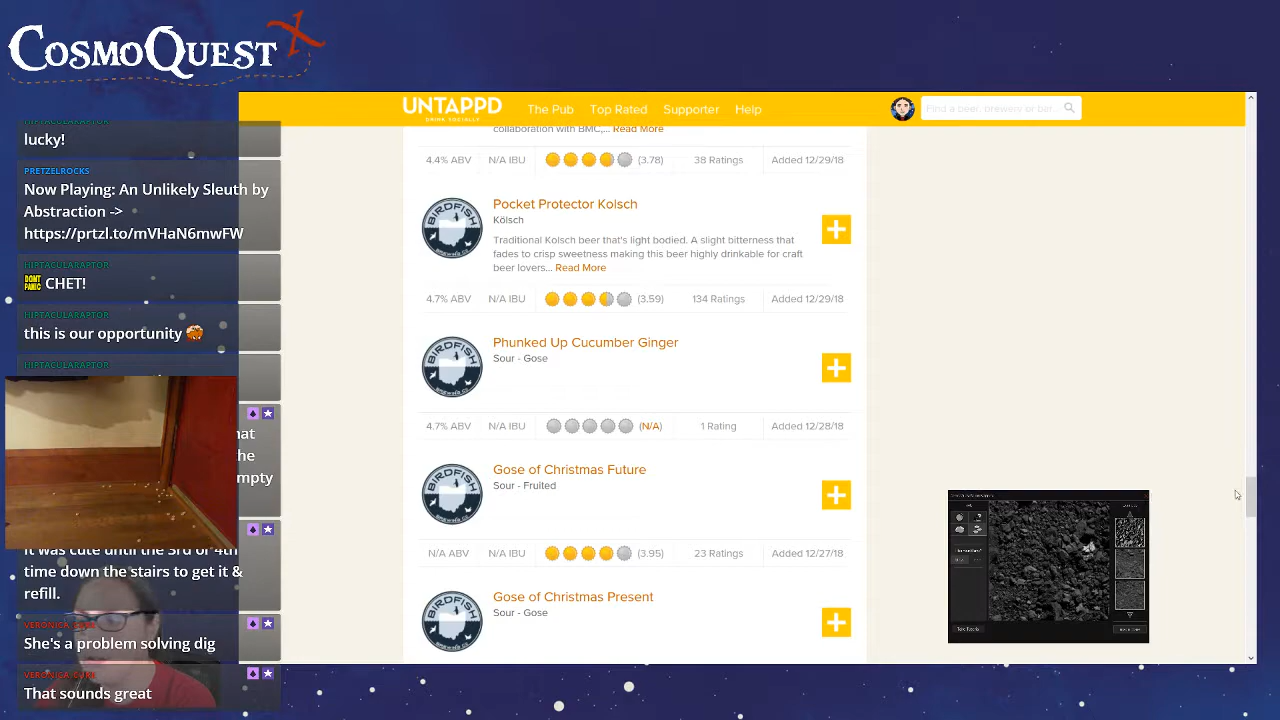 COSMOQUEST X
HIPTACULARAPTOR
lucky!
PRETZELROCKS
Now Playing: An Unlikely Sleuth by
Abstraction ->
https://prtzl.to/mVHaN6mwFW
HIPTACULARAPTOR
DONT PANIC CHET!
HIPTACULARAPTOR
this is our opportunity
HIPTACULARAPTOR
hat
the
mpty
it was cute until the 3rd of 4th
time down the stairs to get it &
refill.
She's a problem solving dig
That sounds great
UNTAPPD
DRINK SOCIALLY
The Pub
Top Rated
Supporter
Help
Find a beer, brewery or bar...
collaboration with BMC,... Read More
4.4% ABV
N/A IBU
(3.78)
38 Ratings
Added 12/29/18
BIRDFISH
Pocket Protector Kolsch
Kölsch
Traditional Kolsch beer that's light bodied. A slight bitterness that
fades to crisp sweetness making this beer highly drinkable for craft
beer lovers... Read More
4.7% ABV
N/A IBU
(3.59)
134 Ratings
Added 12/29/18
BIRDFISH
Phunked Up Cucumber Ginger
Sour - Gose
4.7% ABV
N/A IBU
(N/A)
1 Rating
Added 12/28/18
BIRDFISH
Gose of Christmas Future
Sour - Fruited
N/A ABV
N/A IBU
(3.95)
23 Ratings
Added 12/27/18
BIRDFISH
Gose of Christmas Present
Sour - Gose